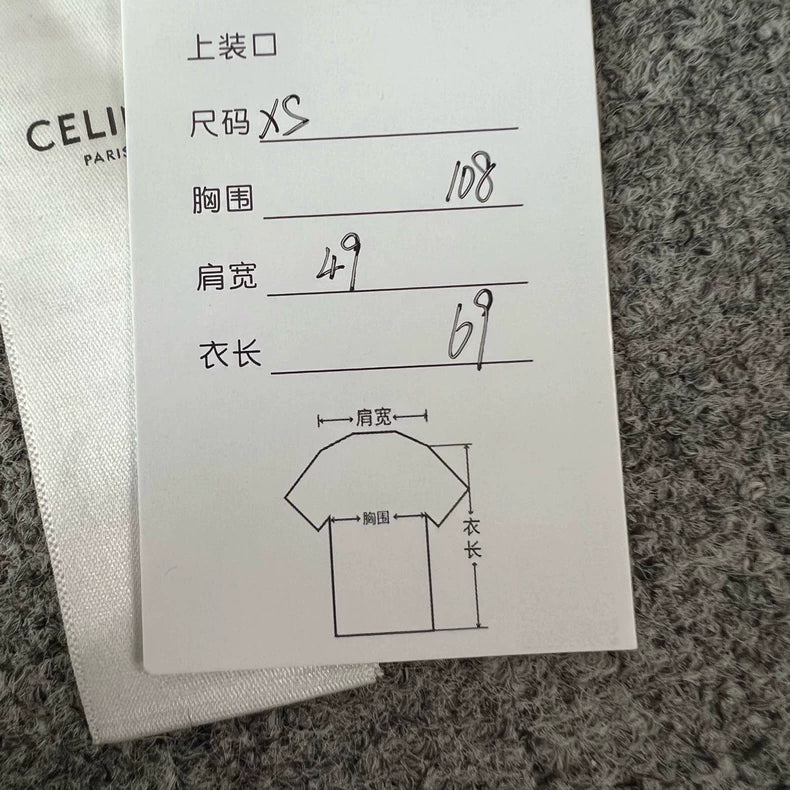 上装口
CELI
PARIS
尺码 XS
胸围 108
肩宽 49
衣长 69
肩宽
胸围
衣长